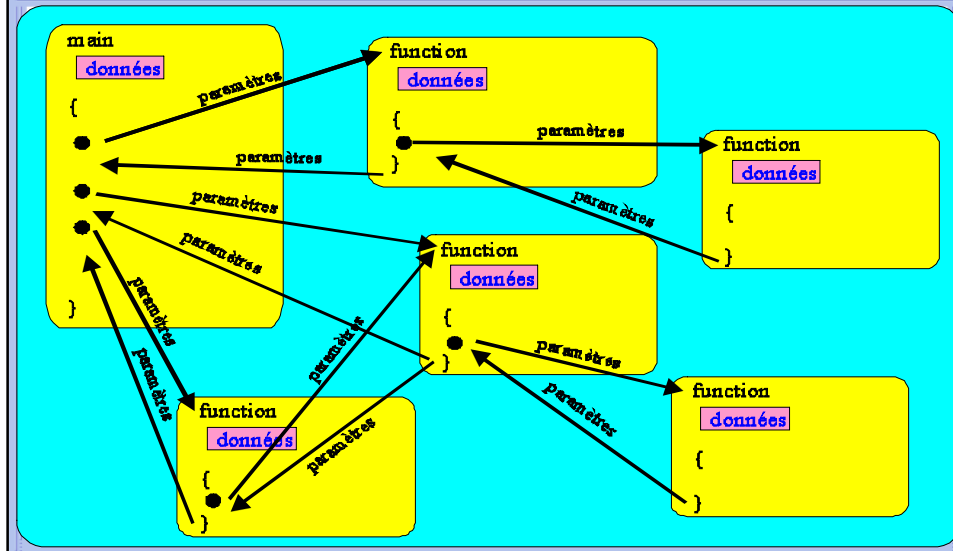 main
données
{
}
function
données
{
}
function
données
{
}
function
données
{
}
function
données
{
}
function
données
{
}
paramètres
paramètres
paramètres
paramètres
paramètres
paramètres
paramètres
paramètres
paramètres
paramètres
paramètres
paramètres